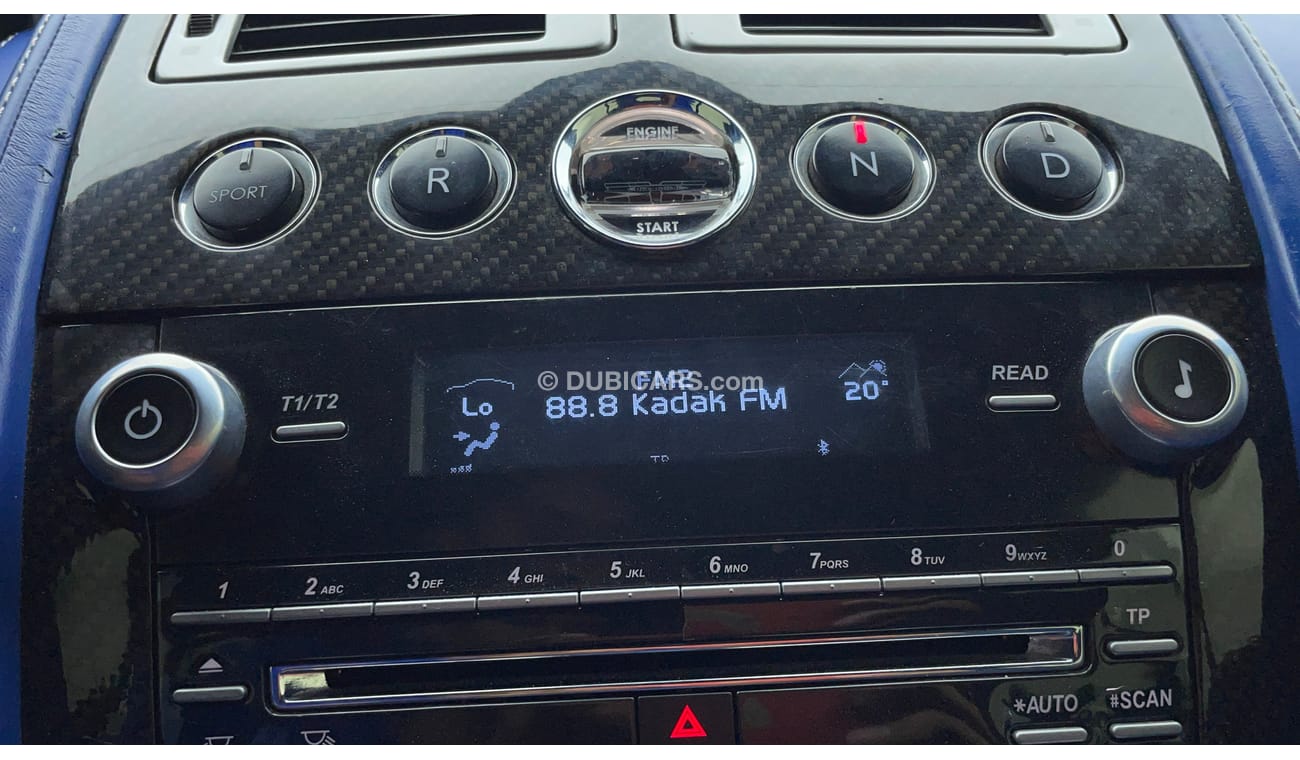 ENGINE
START
SPORT
R
N
D
© DUBICARS.com
T1/T2
Lo
FM2
88.8 Kadak FM
20°
READ
1
2 ABC
3 DEF
4 GHI
5 JKL
6 MNO
7 PQRS
8 TUV
9 WXYZ
0
TP
*AUTO
#SCAN